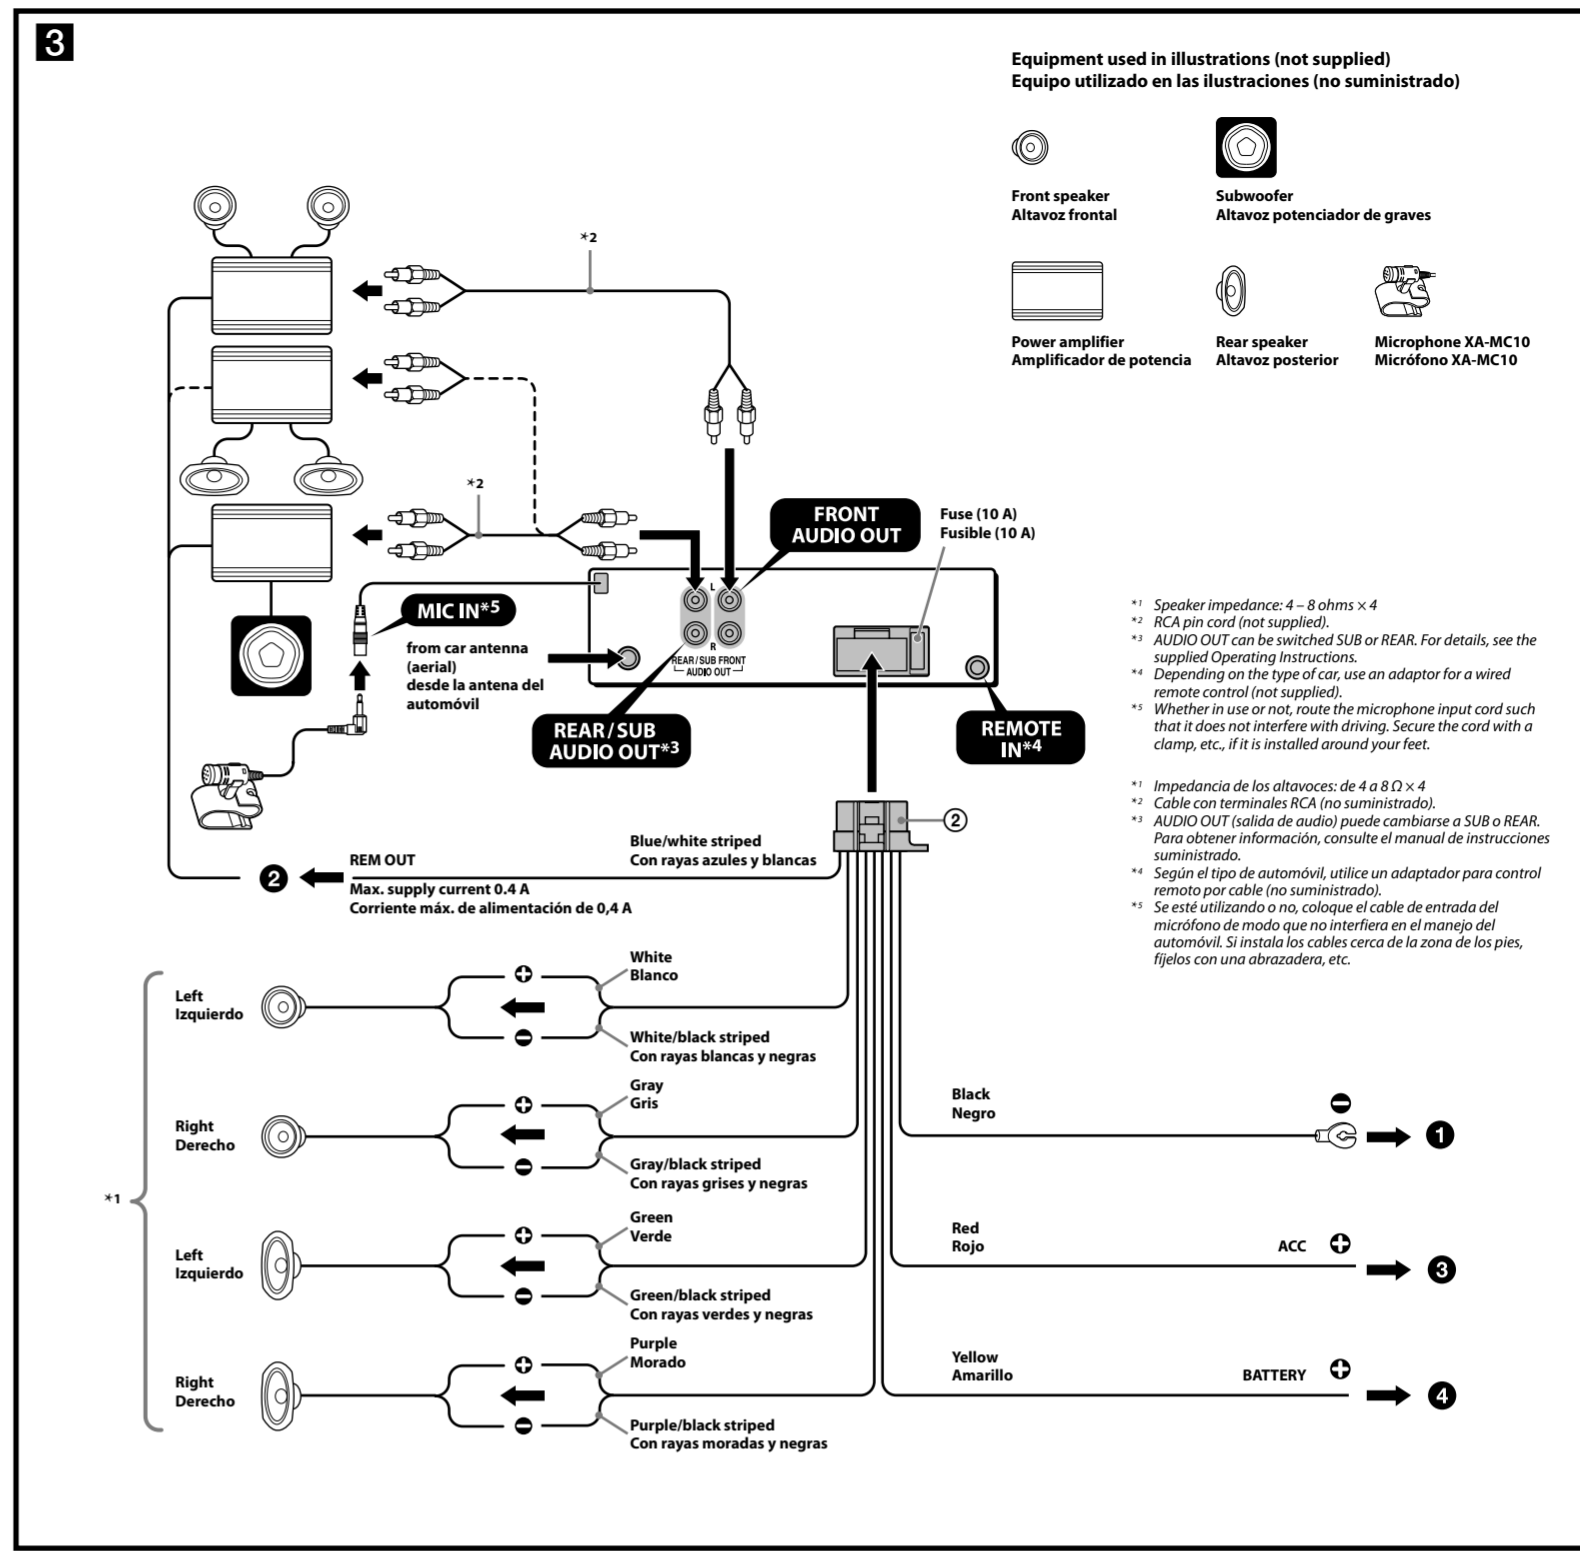 3
Equipment used in illustrations (not supplied)
Equipo utilizado en las ilustraciones (no suministrado)
Front speaker
Altavoz frontal
Subwoofer
Altavoz potenciador de graves
Power amplifier
Amplificador de potencia
Rear speaker
Altavoz posterior
Microphone XA-MC10
Micrófono XA-MC10
*2
*2
FRONT
AUDIO OUT
Fuse (10 A)
Fusible (10 A)
MIC IN*5
from car antenna
(aerial)
desde la antena del
automóvil
L
R
REAR/SUB FRONT
AUDIO OUT
REAR/SUB
AUDIO OUT*3
REMOTE
IN*4
*1 Speaker impedance: 4 – 8 ohms × 4
*2 RCA pin cord (not supplied).
*3 AUDIO OUT can be switched SUB or REAR. For details, see the
supplied Operating Instructions.
*4 Depending on the type of car, use an adaptor for a wired
remote control (not supplied).
*5 Whether in use or not, route the microphone input cord such
that it does not interfere with driving. Secure the cord with a
clamp, etc., if it is installed around your feet.
*1 Impedancia de los altavoces: de 4 a 8 Ω × 4
*2 Cable con terminales RCA (no suministrado).
*3 AUDIO OUT (salida de audio) puede cambiarse a SUB o REAR.
Para obtener información, consulte el manual de instrucciones
suministrado.
*4 Según el tipo de automóvil, utilice un adaptador para control
remoto por cable (no suministrado).
*5 Se esté utilizando o no, coloque el cable de entrada del
micrófono de modo que no interfiera en el manejo del
automóvil. Si instala los cables cerca de la zona de los pies,
fíjelos con una abrazadera, etc.
②
Blue/white striped
Con rayas azules y blancas
❷
REM OUT
Max. supply current 0.4 A
Corriente máx. de alimentación de 0,4 A
*1
Left
Izquierdo
White
Blanco
White/black striped
Con rayas blancas y negras
Right
Derecho
Gray
Gris
Gray/black striped
Con rayas grises y negras
Left
Izquierdo
Green
Verde
Green/black striped
Con rayas verdes y negras
Right
Derecho
Purple
Morado
Purple/black striped
Con rayas moradas y negras
Black
Negro
❶
Red
Rojo
ACC
❸
Yellow
Amarillo
BATTERY
❹